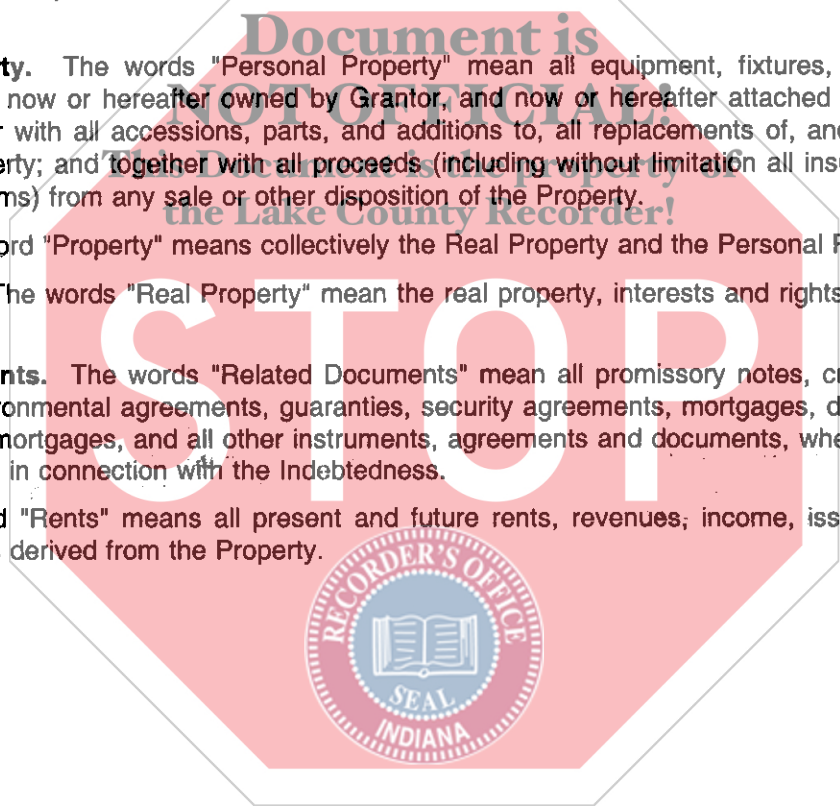 Document is
ty. The words "Personal Property" mean all equipment, fixtures,
now or hereafter owned by Grantor, and now or hereafter attached
NOT OFFICIAL!
with all accessions, parts, and additions to, all replacements of, an
erty; and together with all proceeds (including without limitation all ins
This Document is the property of
ms) from any sale or other disposition of the Property.
the Lake County Recorder!
ord "Property" means collectively the Real Property and the Personal P
The words "Real Property" mean the real property, interests and rights
STOP
nts. The words "Related Documents" mean all promissory notes, cr
onmental agreements, guaranties, security agreements, mortgages, d
mortgages, and all other instruments, agreements and documents, whe
in connection with the Indebtedness.
d "Rents" means all present and future rents, revenues, income, iss
derived from the Property.
RECORDER'S OFFICE
SEAL
INDIANA